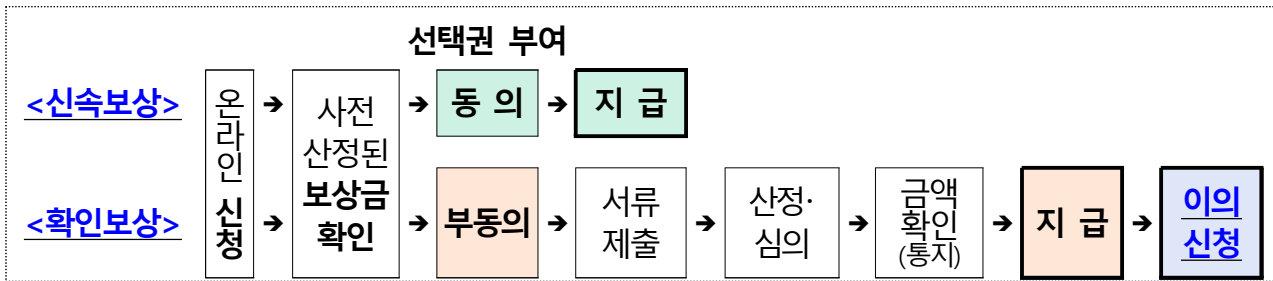 선택권 부여
<신속보상>
온라인 신청
사전
산정된
보상금
확인
동 의
지 급
<확인보상>
부동의
서류
제출
산정·
심의
금액
확인
(통지)
지 급
이의
신청